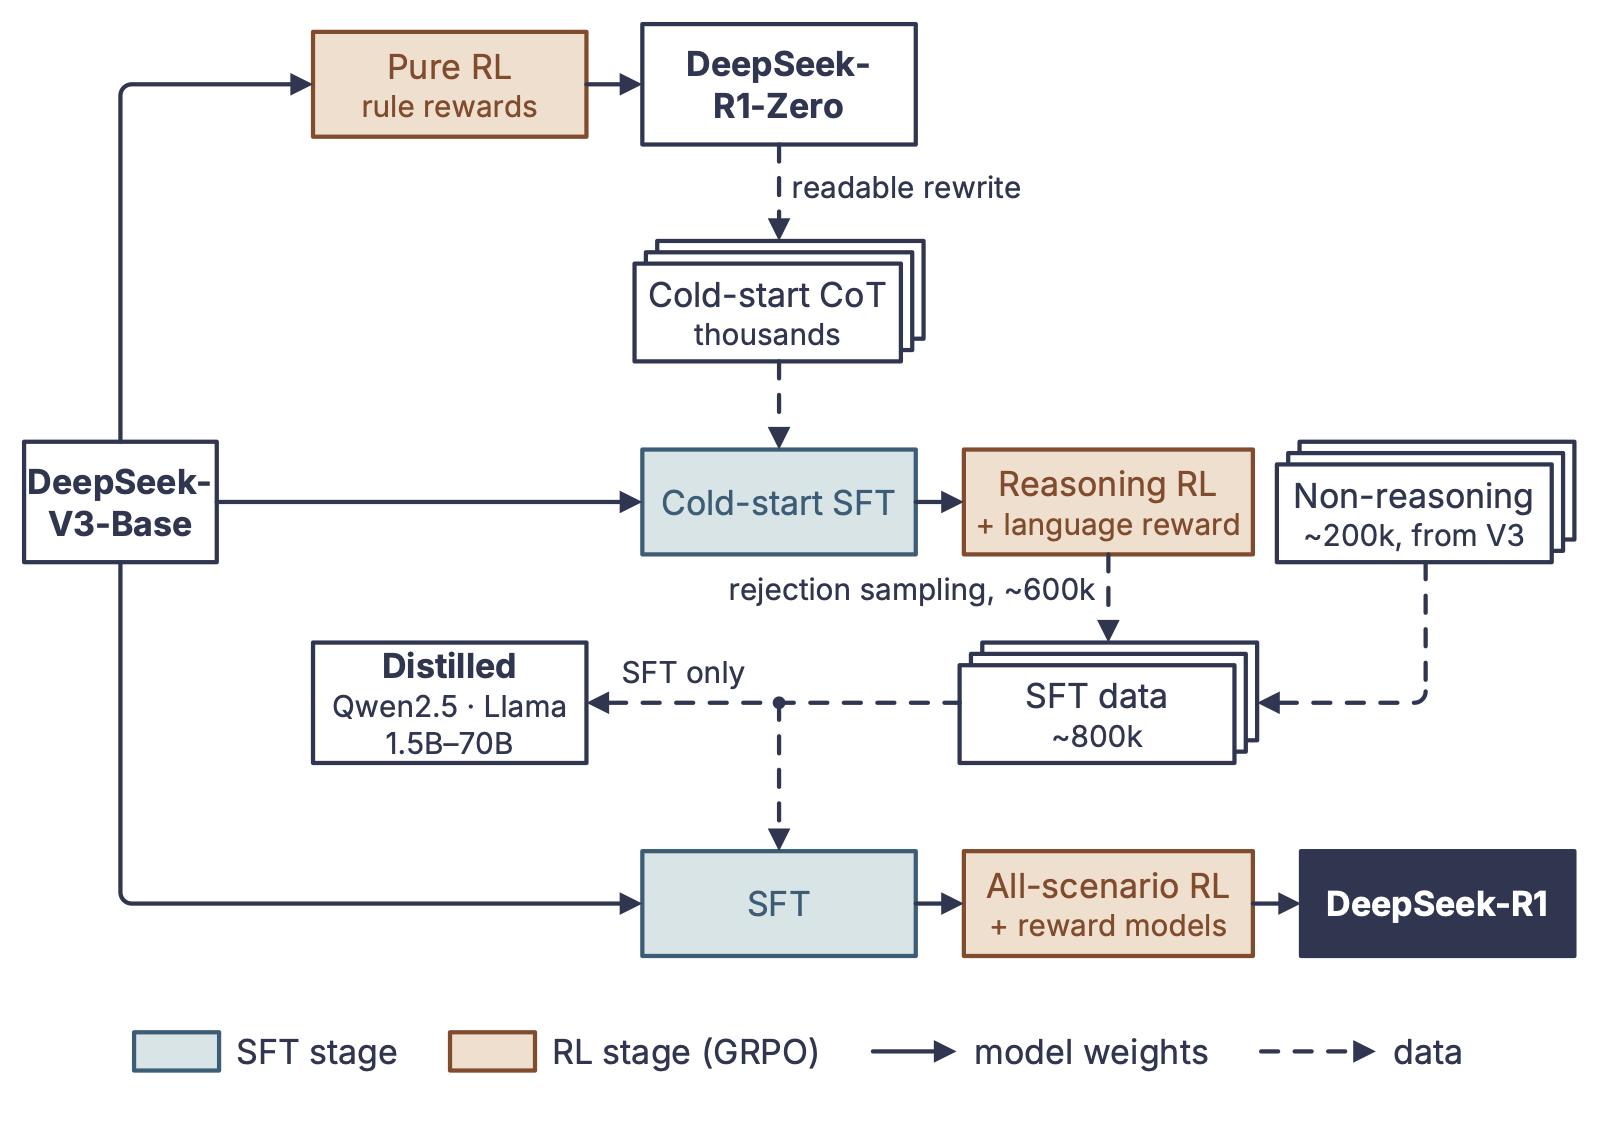 Pure RL
rule rewards
DeepSeek-
R1-Zero
readable rewrite
Cold-start CoT
thousands
DeepSeek-
V3-Base
Cold-start SFT
Reasoning RL
+ language reward
Non-reasoning
~200k, from V3
rejection sampling, ~600k
Distilled
Qwen2.5 · Llama
1.5B–70B
SFT only
SFT data
~800k
SFT
All-scenario RL
+ reward models
DeepSeek-R1
SFT stage
RL stage (GRPO)
model weights
data